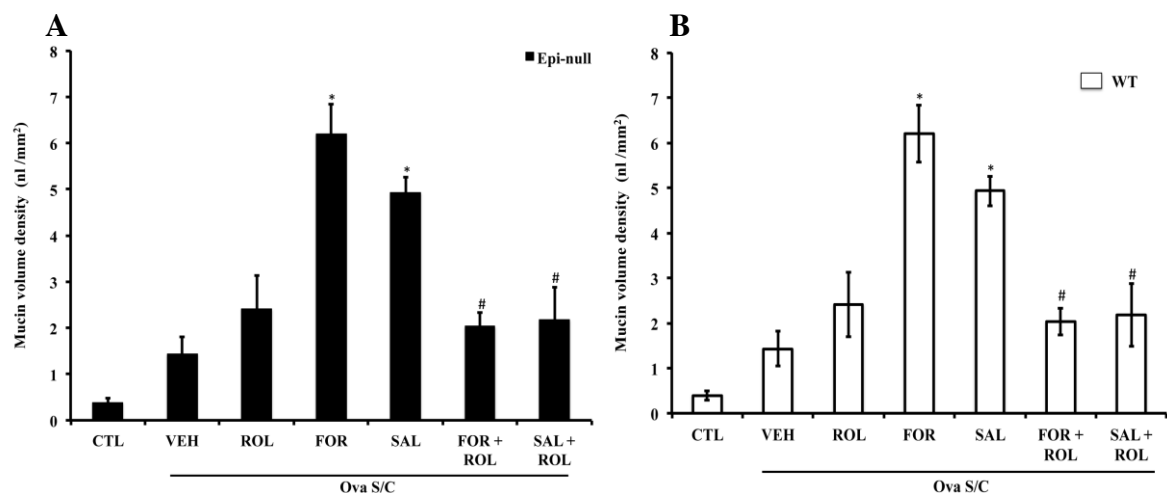 A
Mucin volume density (nl /mm²)
8
7
6
5
4
3
2
1
0
Epi-null
*
*
#
#
CTL
VEH
ROL
FOR
SAL
FOR +
ROL
SAL +
ROL
Ova S/C
B
Mucin volume density (nl /mm²)
8
7
6
5
4
3
2
1
0
WT
*
*
#
#
CTL
VEH
ROL
FOR
SAL
FOR +
ROL
SAL +
ROL
Ova S/C